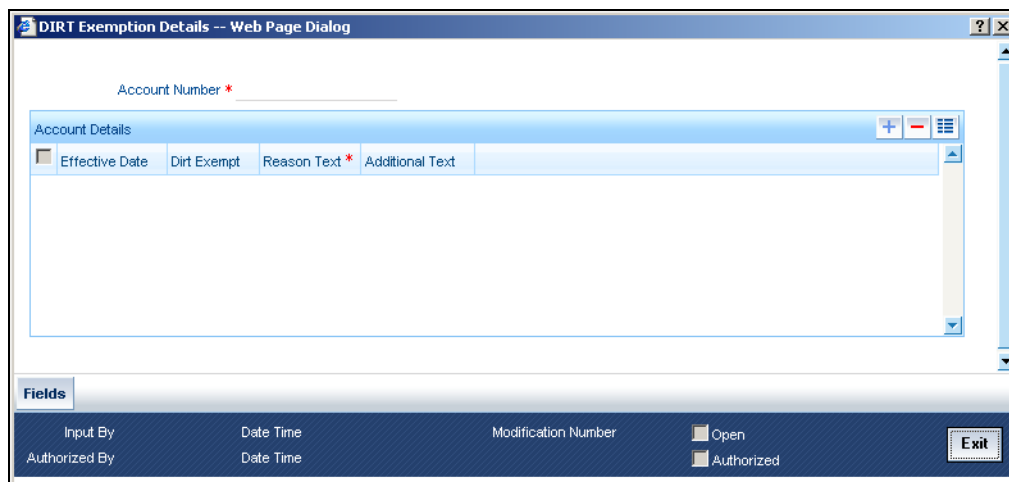 DIRT Exemption Details -- Web Page Dialog
Account Number *
Account Details
Effective Date Dirt Exempt Reason Text * Additional Text
Fields
Input By Date Time Modification Number Open
Authorized By Date Time Authorized
Exit